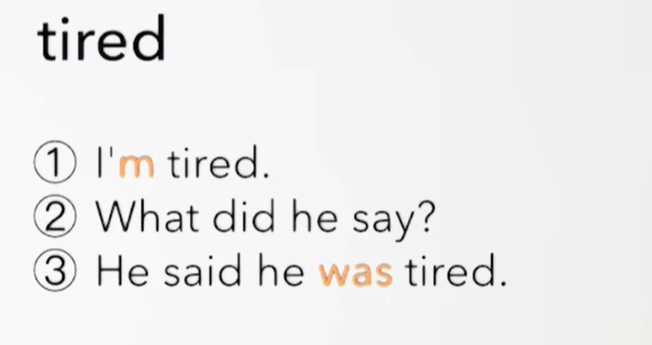 tired
① I'm tired.
② What did he say?
③ He said he was tired.